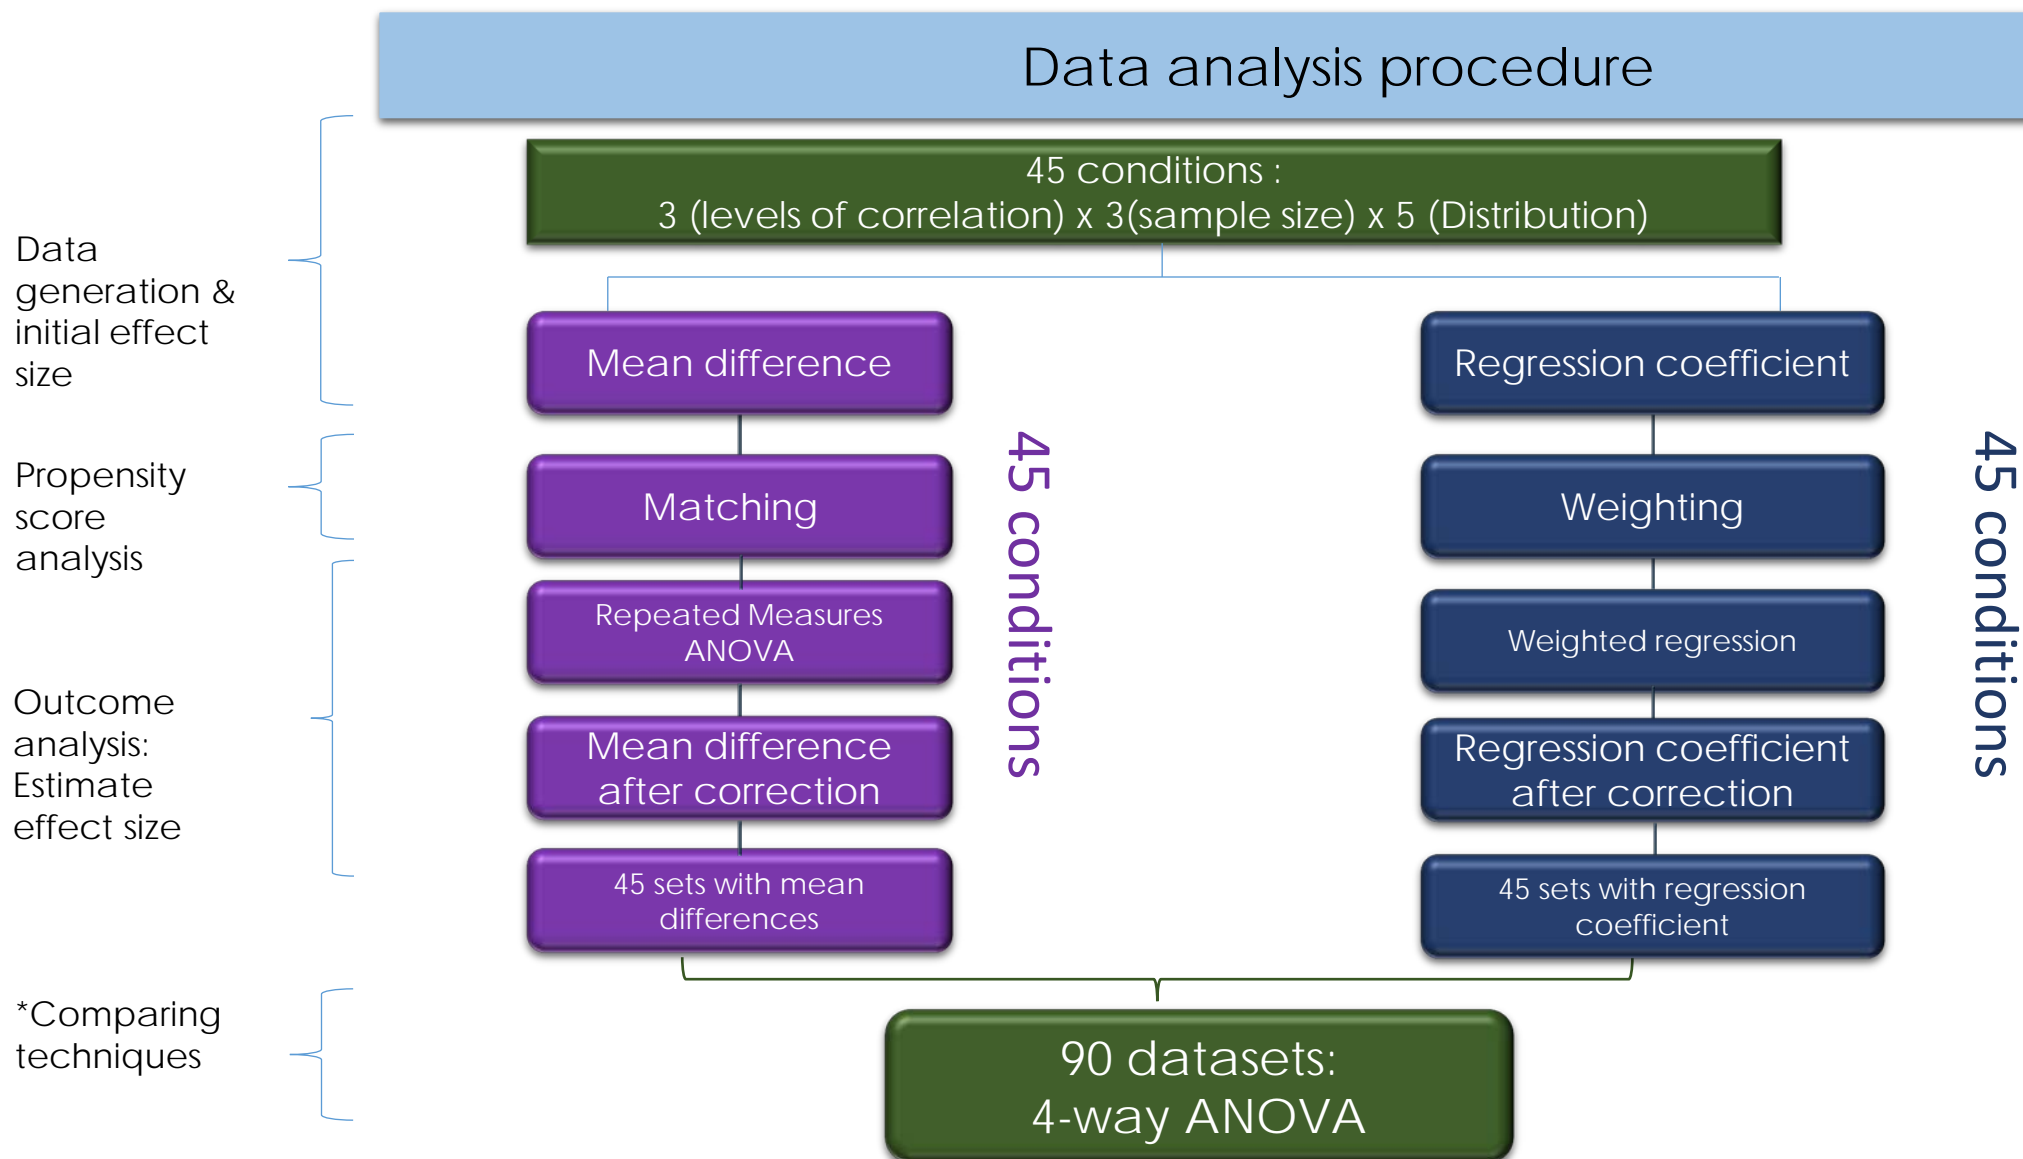 Data analysis procedure
45 conditions :
3 (levels of correlation) x 3(sample size) x 5 (Distribution)
Data
generation &
initial effect
size
Mean difference
Regression coefficient
Propensity
score
analysis
Matching
45 conditions
Weighting
45 conditions
Repeated Measures
ANOVA
Weighted regression
Outcome
analysis:
Estimate
effect size
Mean difference
after correction
Regression coefficient
after correction
45 sets with mean
differences
45 sets with regression
coefficient
*Comparing
techniques
90 datasets:
4-way ANOVA